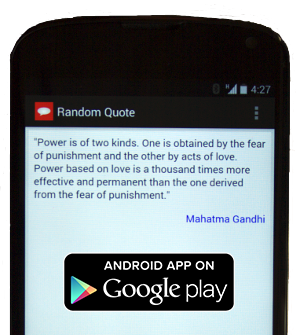 4:27
Random Quote
"Power is of two kinds. One is obtained by the fear
of punishment and the other by acts of love.
Power based on love is a thousand times more
effective and permanent than the one derived
from the fear of punishment."
Mahatma Gandhi
ANDROID APP ON
Google play